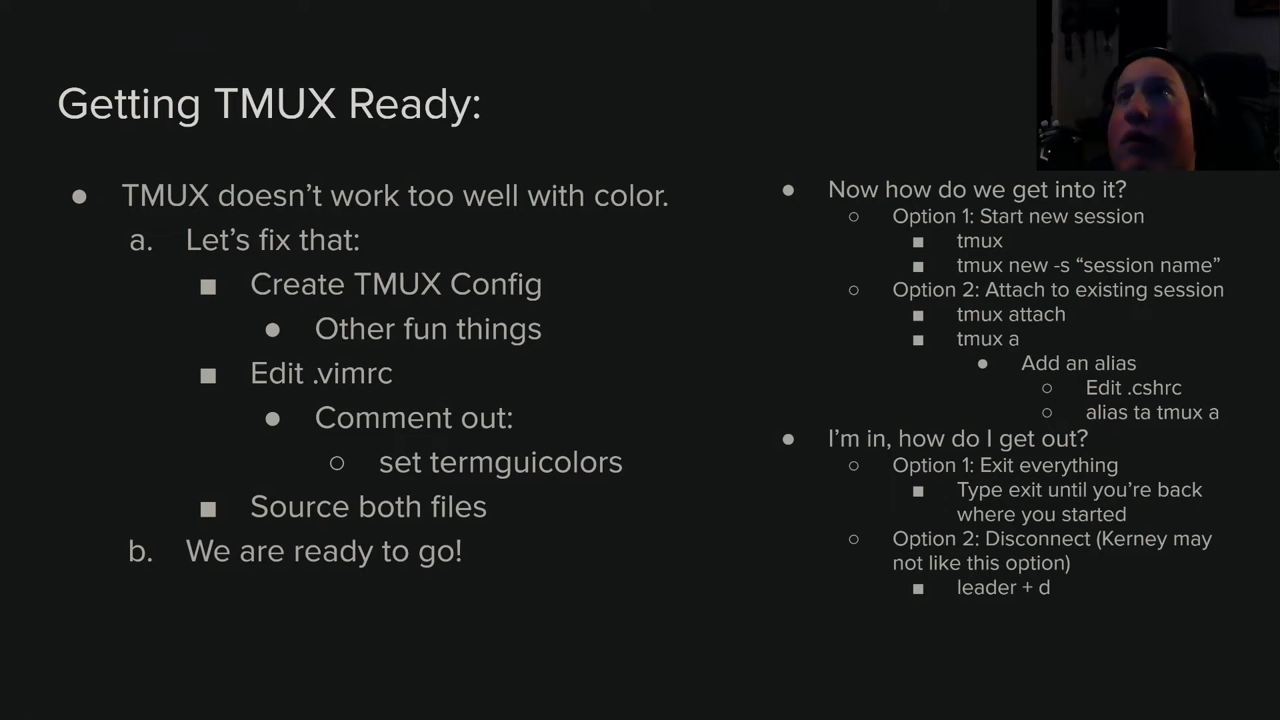 Getting TMUX Ready:
TMUX doesn’t work too well with color.
a. Let’s fix that:
Create TMUX Config
Other fun things
Edit .vimrc
Comment out:
set termguicolors
Source both files
b. We are ready to go!
Now how do we get into it?
Option 1: Start new session
tmux
tmux new -s “session name”
Option 2: Attach to existing session
tmux attach
tmux a
Add an alias
Edit .cshrc
alias ta tmux a
I’m in, how do I get out?
Option 1: Exit everything
Type exit until you’re back
where you started
Option 2: Disconnect (Kerney may
not like this option)
leader + d